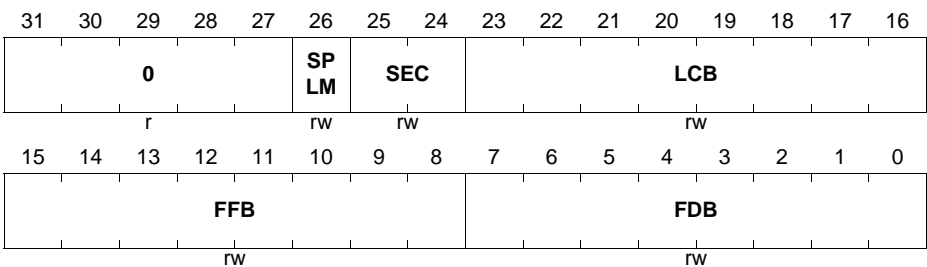 31 30 29 28 27 26 25 24 23 22 21 20 19 18 17 16
0 SP LM SEC LCB
r rw rw rw
15 14 13 12 11 10 9 8 7 6 5 4 3 2 1 0
FFB FDB
rw rw